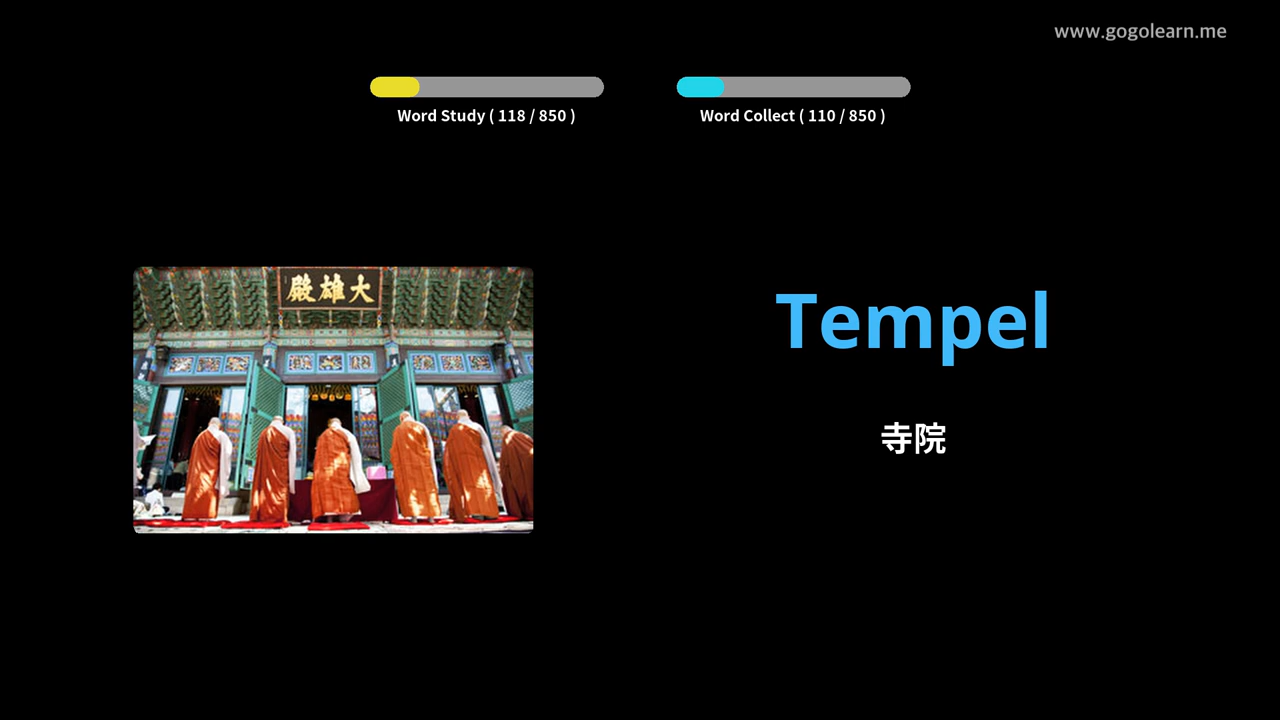 www.gogolearn.me
Word Study ( 118 / 850 )
Word Collect ( 110 / 850 )
殿雄大
Tempel
寺院